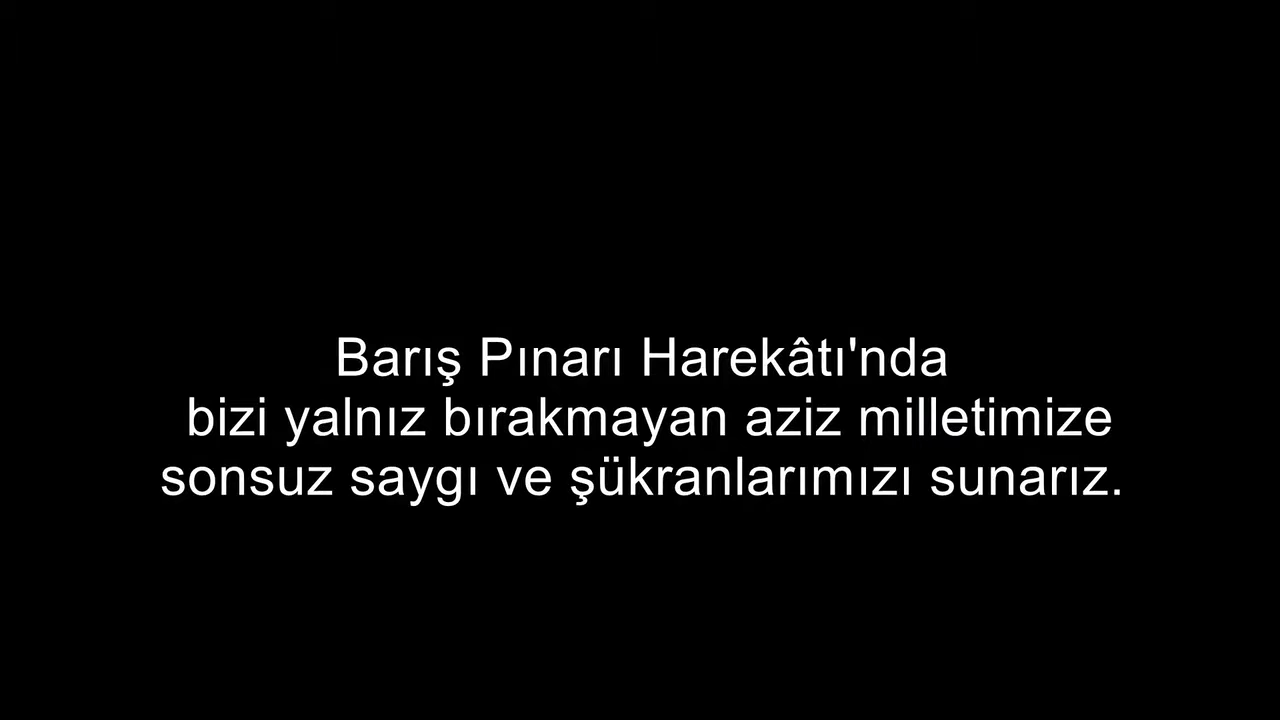 Barış Pınarı Harekâtı'nda
bizi yalnız bırakmayan aziz milletimize
sonsuz saygı ve şükranlarımızı sunarız.